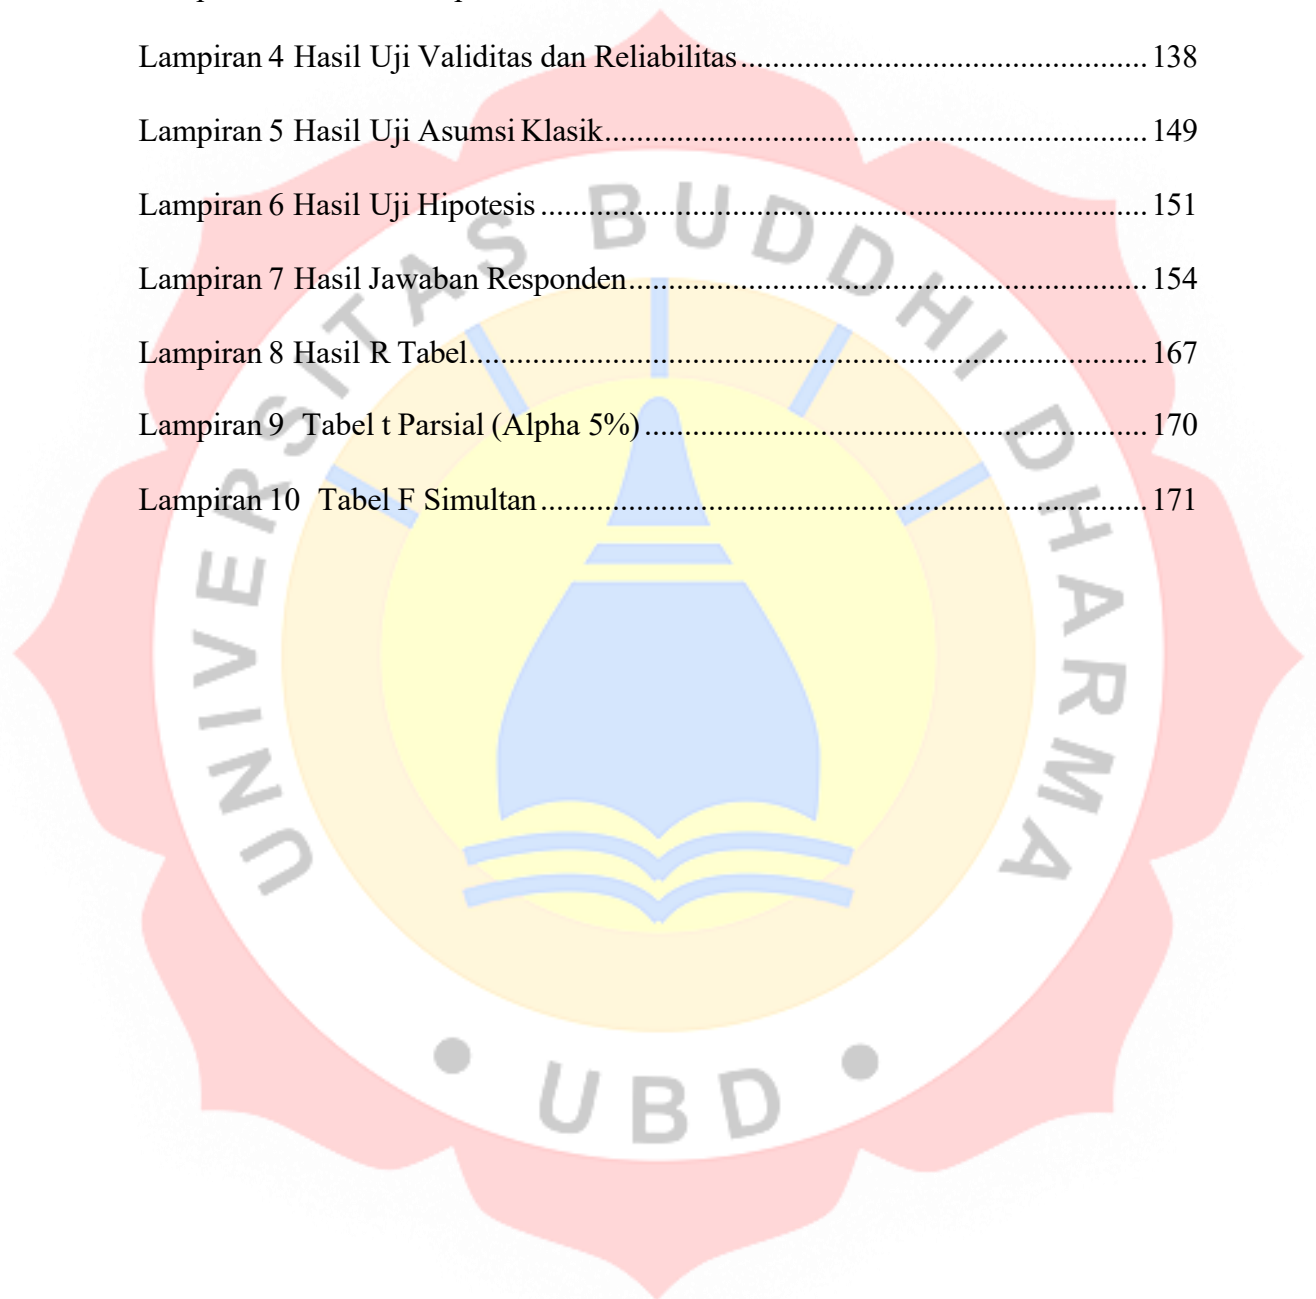 Lampiran 4 Hasil Uji Validitas dan Reliabilitas.................................................... 138
Lampiran 5 Hasil Uji Asumsi Klasik..................................................................... 149
Lampiran 6 Hasil Uji Hipotesis ............................................................................. 151
Lampiran 7 Hasil Jawaban Responden.................................................................. 154
Lampiran 8 Hasil R Tabel...................................................................................... 167
Lampiran 9 Tabel t Parsial (Alpha 5%) ................................................................ 170
Lampiran 10 Tabel F Simultan ............................................................................. 171
UNIVERSITAS BUDDHI DHARMA
• UBD •